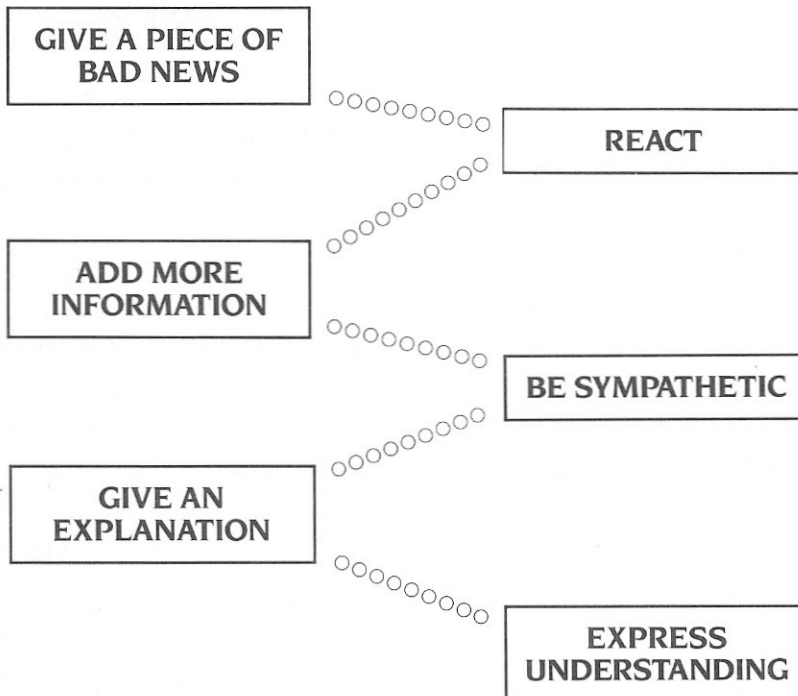 GIVE A PIECE OF
BAD NEWS
REACT
ADD MORE
INFORMATION
BE SYMPATHETIC
GIVE AN
EXPLANATION
EXPRESS
UNDERSTANDING